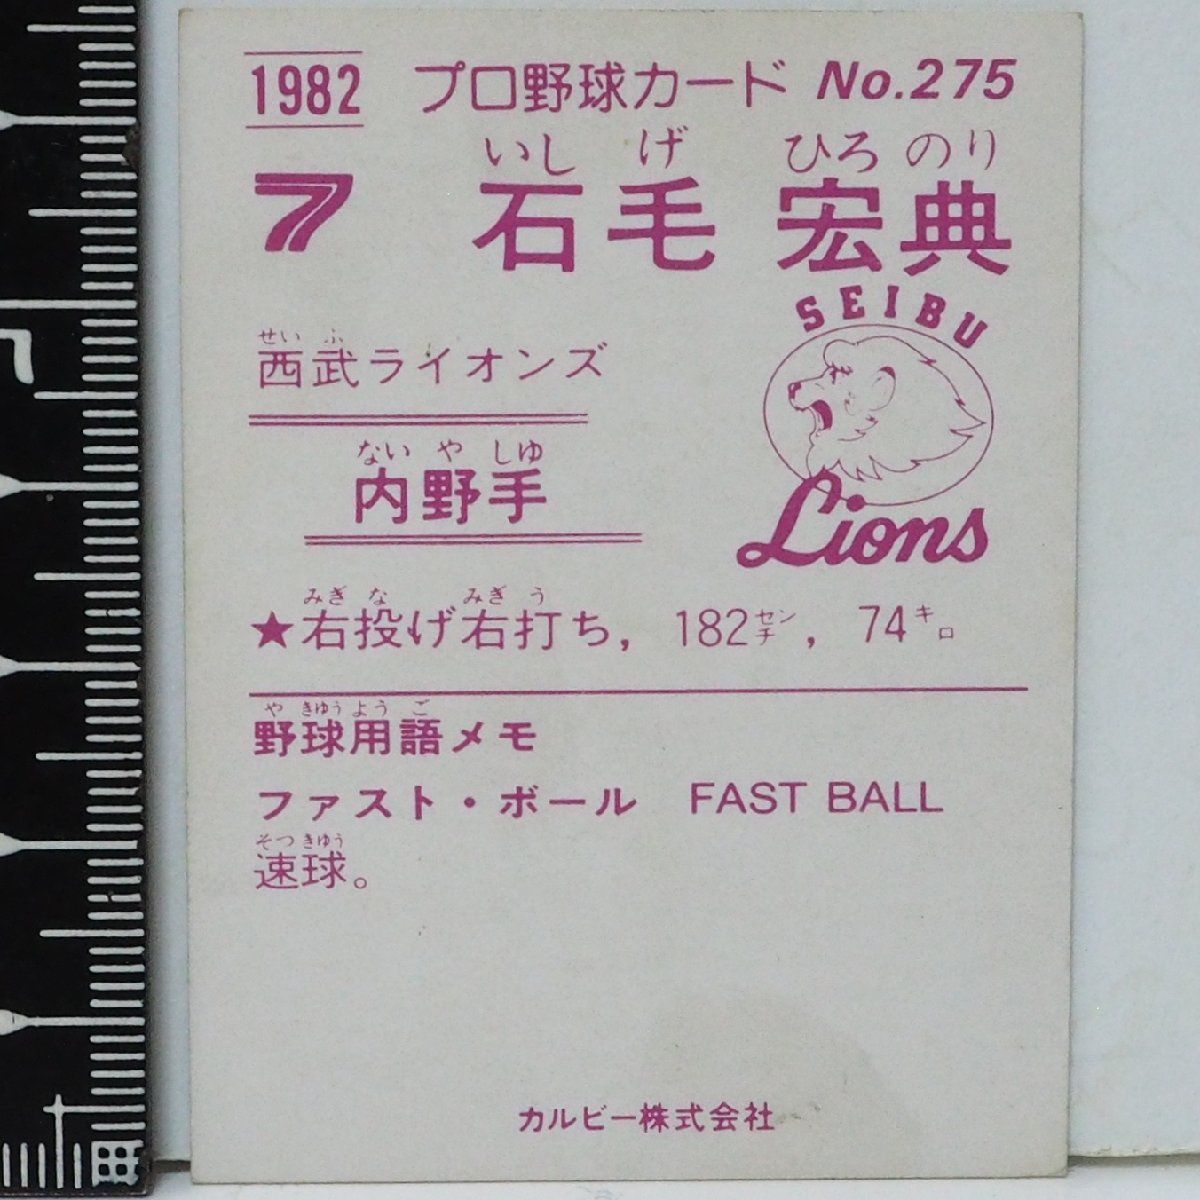 1982 プロ野球カード No.275
いし げ ひろ のり
7 石毛 宏典
SEIBU
せい ぶ
西武ライオンズ
ない や しゆ
内野手
Lions
みぎ な みぎ う
★右投げ右打ち, 182センチ, 74キロ
や きゆう よう ご
野球用語メモ
ファスト・ボール FAST BALL
そつ きゆう
速球。
カルビー株式会社